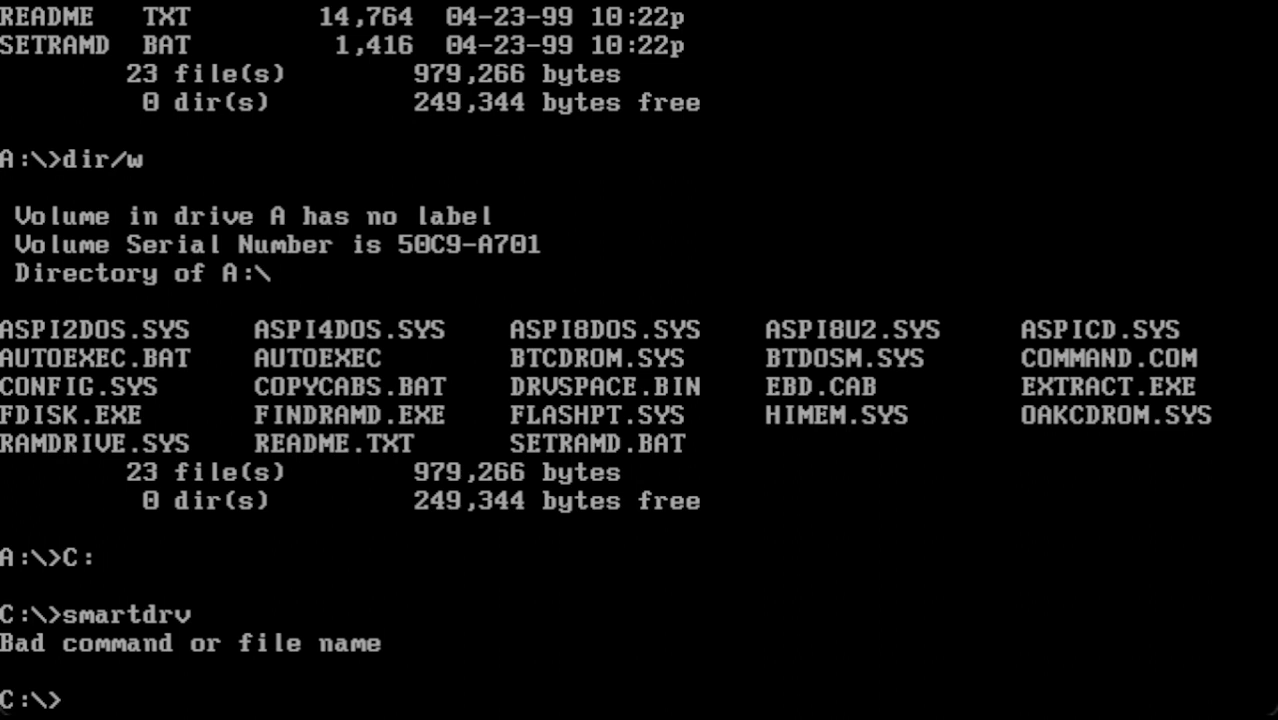 README   TXT        14,764  04-23-99 10:22p
SETRAMD  BAT         1,416  04-23-99 10:22p
23 file(s)        979,266 bytes
0 dir(s)         249,344 bytes free
A:\>dir/w
Volume in drive A has no label
Volume Serial Number is 50C9-A701
Directory of A:\
ASPI2DOS.SYS    ASPI4DOS.SYS    ASPI8DOS.SYS    ASPI8U2.SYS     ASPICD.SYS
AUTOEXEC.BAT    AUTOEXEC        BTCDROM.SYS     BTDOSM.SYS      COMMAND.COM
CONFIG.SYS      COPYCABS.BAT    DRVSPACE.BIN    EBD.CAB         EXTRACT.EXE
FDISK.EXE       FINDRAMD.EXE    FLASHPT.SYS     HIMEM.SYS       OAKCDROM.SYS
RAMDRIVE.SYS    README.TXT      SETRAMD.BAT
23 file(s)        979,266 bytes
0 dir(s)         249,344 bytes free
A:\>C:
C:\>smartdrv
Bad command or file name
C:\>